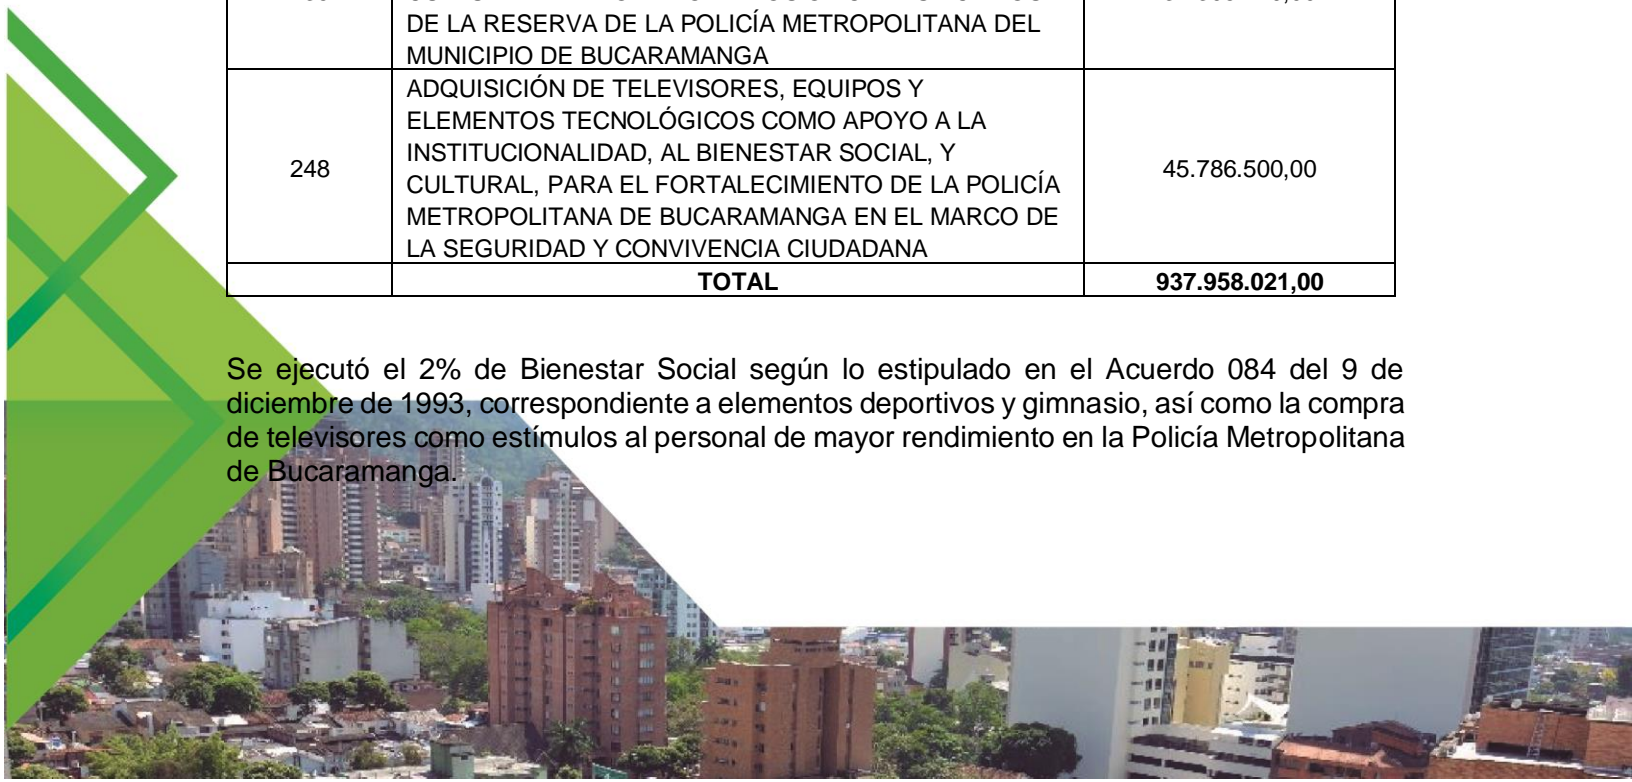 DE LA RESERVA DE LA POLICÍA METROPOLITANA DEL
MUNICIPIO DE BUCARAMANGA
248
ADQUISICIÓN DE TELEVISORES, EQUIPOS Y
ELEMENTOS TECNOLÓGICOS COMO APOYO A LA
INSTITUCIONALIDAD, AL BIENESTAR SOCIAL, Y
CULTURAL, PARA EL FORTALECIMIENTO DE LA POLICÍA
METROPOLITANA DE BUCARAMANGA EN EL MARCO DE
LA SEGURIDAD Y CONVIVENCIA CIUDADANA
45.786.500,00
TOTAL 937.958.021,00
Se ejecutó el 2% de Bienestar Social según lo estipulado en el Acuerdo 084 del 9 de
diciembre de 1993, correspondiente a elementos deportivos y gimnasio, así como la compra
de televisores como estímulos al personal de mayor rendimiento en la Policía Metropolitana
de Bucaramanga.